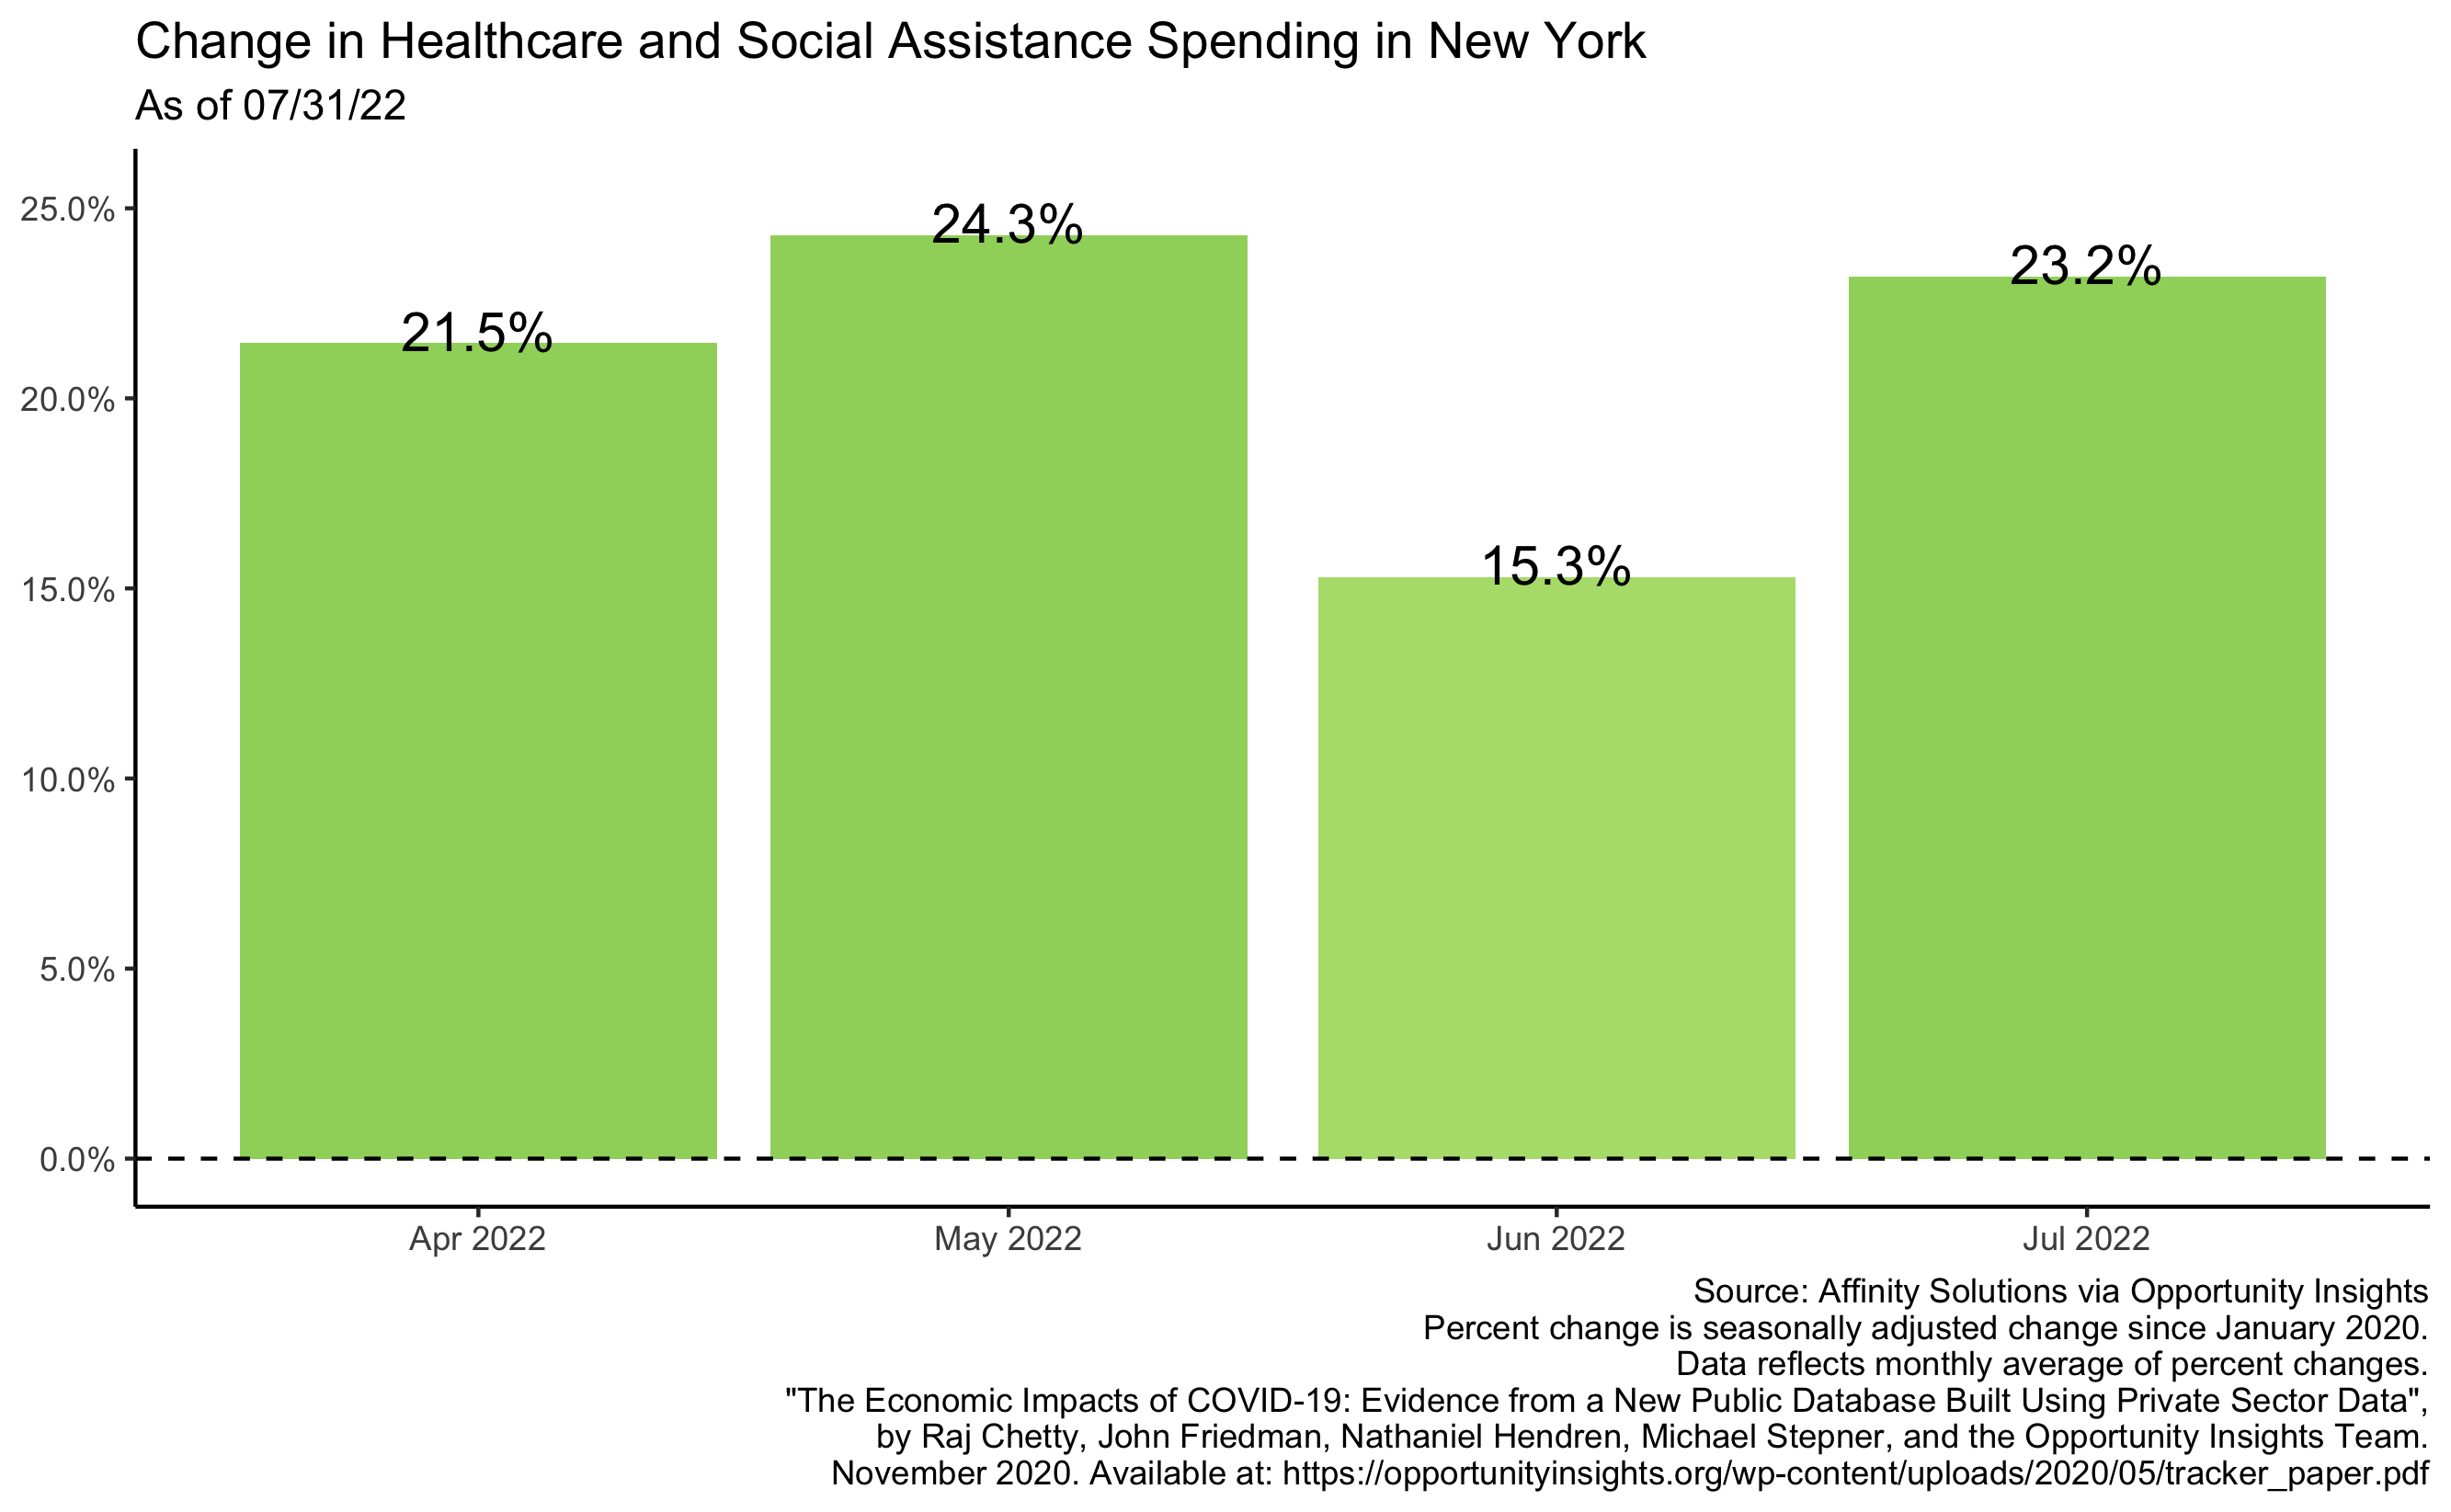 Change in Healthcare and Social Assistance Spending in New York
As of 07/31/22
25.0%
20.0%
15.0%
10.0%
5.0%
0.0%
21.5%
24.3%
15.3%
23.2%
Apr 2022
May 2022
Jun 2022
Jul 2022
Source: Affinity Solutions via Opportunity Insights
Percent change is seasonally adjusted change since January 2020.
Data reflects monthly average of percent changes.
"The Economic Impacts of COVID-19: Evidence from a New Public Database Built Using Private Sector Data",
by Raj Chetty, John Friedman, Nathaniel Hendren, Michael Stepner, and the Opportunity Insights Team.
November 2020. Available at: https://opportunityinsights.org/wp-content/uploads/2020/05/tracker_paper.pdf